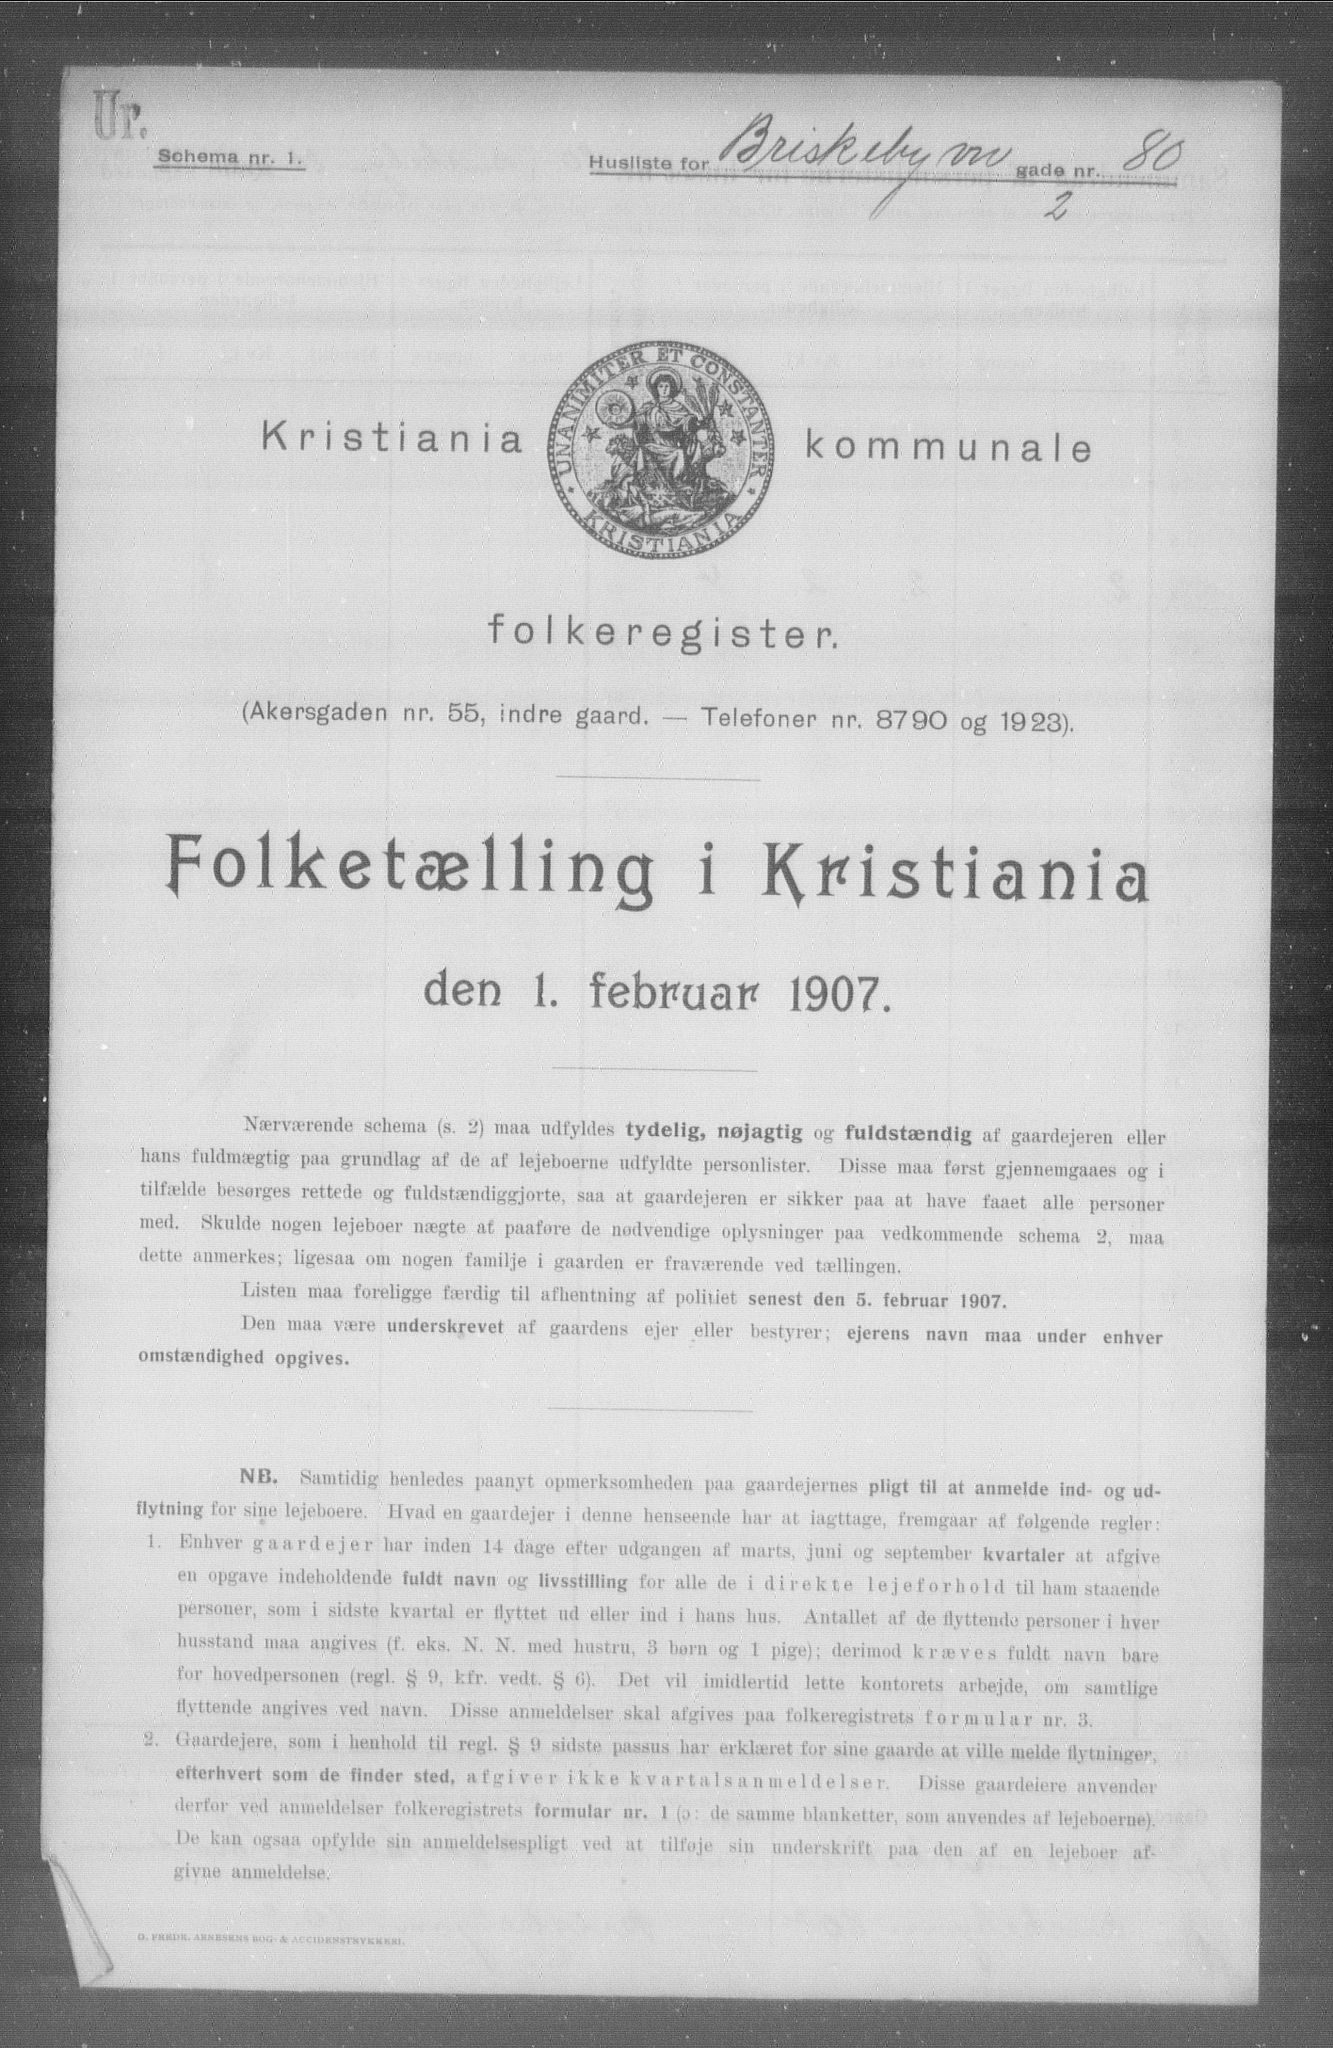 Ur.
Schema nr. 1.
Husliste for Briskebyvn gade nr. 80
2
Kristiania kommunale
UNANIMITER ET CONSTANTER
KRISTIANIA
folkeregister.
(Akersgaden nr. 55, indre gaard. — Telefoner nr. 8790 og 1923).
Folketælling i Kristiania
den 1. februar 1907.
Nærværende schema (s. 2) maa udfyldes tydelig, nøjagtig og fuldstændig af gaardejeren eller
hans fuldmægtig paa grundlag af de af lejeboerne udfyldte personlister. Disse maa først gjennemgaaes og i
tilfælde besørges rettede og fuldstændiggjorte, saa at gaardejeren er sikker paa at have faaet alle personer
med. Skulde nogen lejeboer nægte at paaføre de nødvendige oplysninger paa vedkommende schema 2, maa
dette anmerkes; ligesaa om nogen familje i gaarden er fraværende ved tællingen.
Listen maa foreligge færdig til afhentning af politiet senest den 5. februar 1907.
Den maa være underskrevet af gaardens ejer eller bestyrer; ejerens navn maa under enhver
omstændighed opgives.
NB. Samtidig henledes paanyt opmerksomheden paa gaardejernes pligt til at anmelde ind- og ud-
flytning for sine lejeboere. Hvad en gaardejer i denne henseende har at iagttage, fremgaar af følgende regler:
1. Enhver gaardejer har inden 14 dage efter udgangen af marts, juni og september kvartaler at afgive
en opgave indeholdende fuldt navn og livsstilling for alle de i direkte lejeforhold til ham staaende
personer, som i sidste kvartal er flyttet ud eller ind i hans hus. Antallet af de flyttende personer i hver
husstand maa angives (f. eks. N. N. med hustru, 3 børn og 1 pige); derimod kræves fuldt navn bare
for hovedpersonen (regl. § 9, kfr. vedt. § 6). Det vil imidlertid lette kontorets arbejde, om samtlige
flyttende angives ved navn. Disse anmeldelser skal afgives paa folkeregistrets formular nr. 3.
2. Gaardejere, som i henhold til regl. § 9 sidste passus har erklæret for sine gaarde at ville melde flytninger,
efterhvert som de finder sted, afgiver ikke kvartalsanmeldelser. Disse gaardeiere anvender
derfor ved anmeldelser folkeregistrets formular nr. 1 (ɔ: de samme blanketter, som anvendes af lejeboerne).
De kan ogsaa opfylde sin anmeldelsespligt ved at tilføje sin underskrift paa den af en lejeboer af-
givne anmeldelse.
O. FREDR. ARNESENS BOG- & ACCIDENSTRYKKERI.